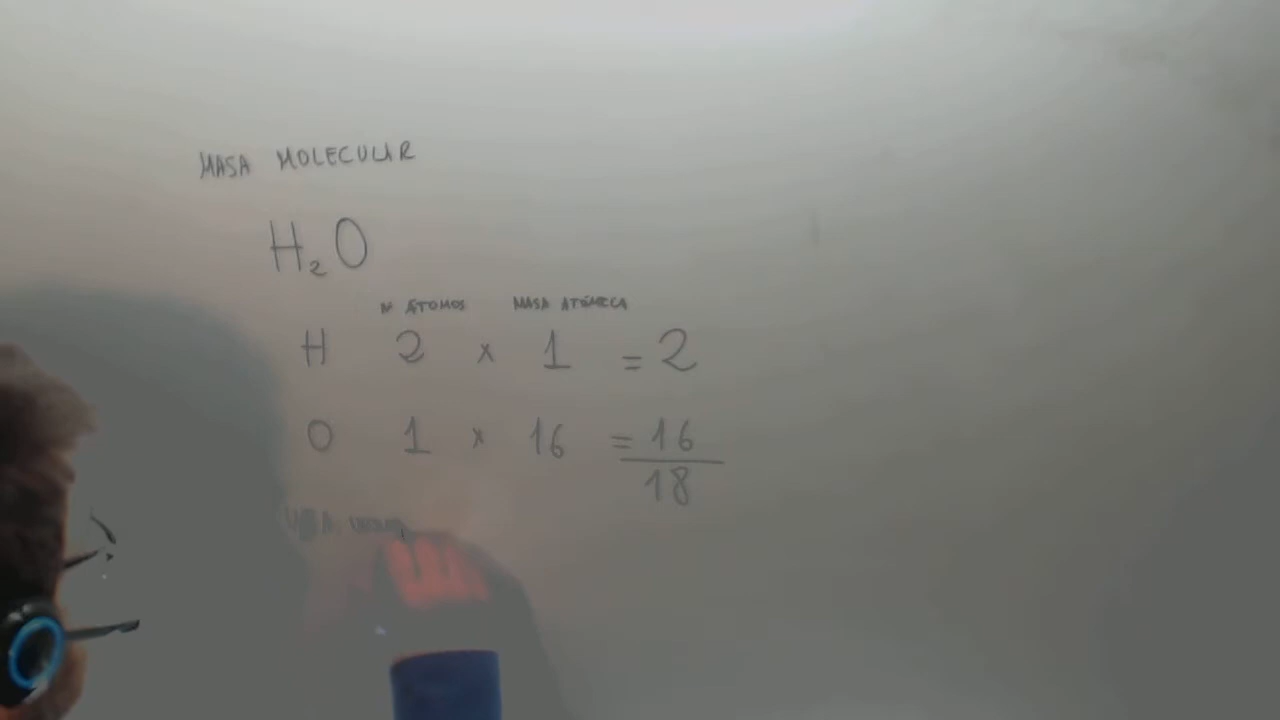 MASA MOLECULAR
H₂O
Nº ÁTOMOS MASA ATÓMICA
H 2 x 1 = 2
O 1 x 16 = 16
18